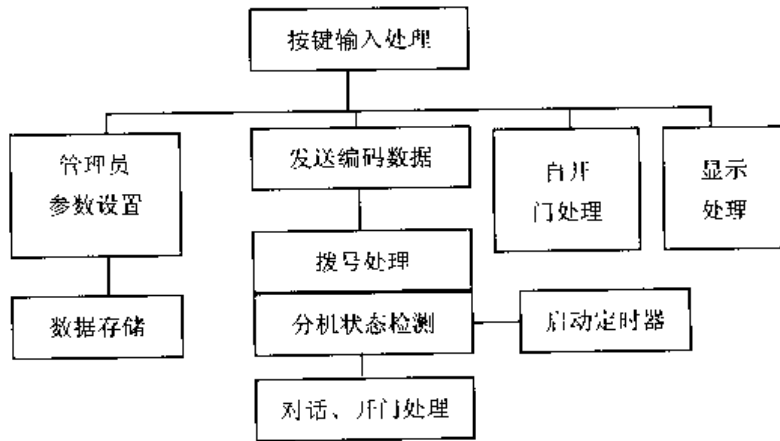 按键输入处理
管理员
参数设置
发送编码数据
自开
门处理
显示
处理
拨号处理
数据存储
分机状态检测
启动定时器
对话、开门处理